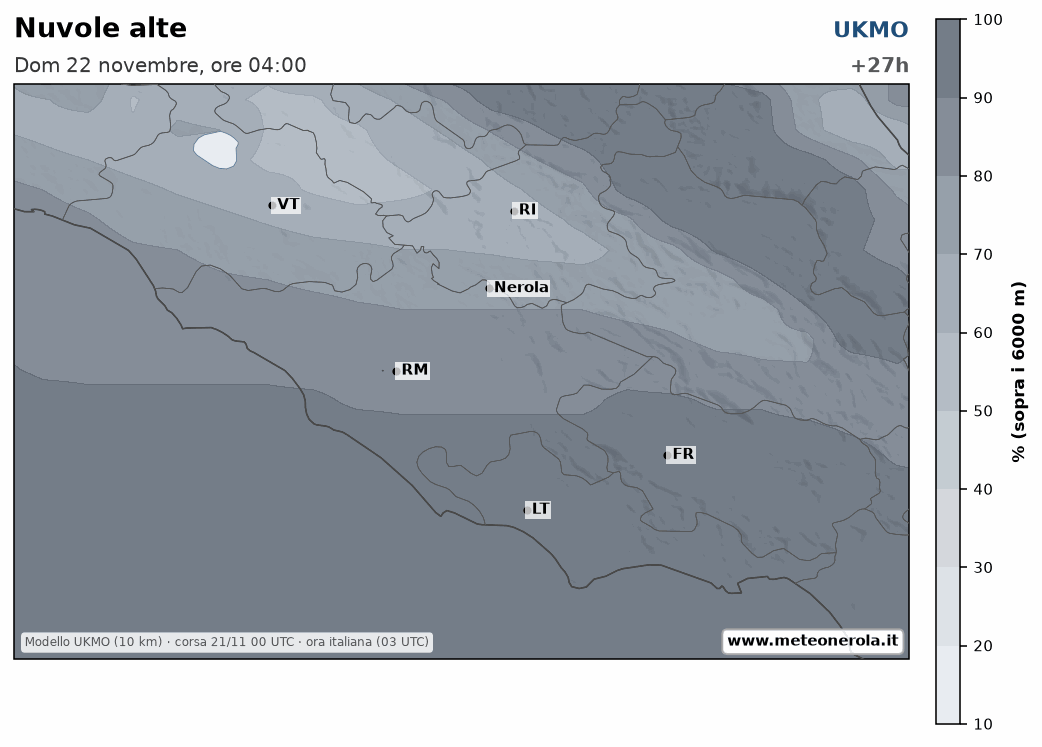 Nuvole alte
UKMO
Dom 22 novembre, ore 04:00
+27h
VT
RI
Nerola
RM
FR
LT
Modello UKMO (10 km) · corsa 21/11 00 UTC · ora italiana (03 UTC)
www.meteonerola.it
100
90
80
70
60
50
40
30
20
10
% (sopra i 6000 m)